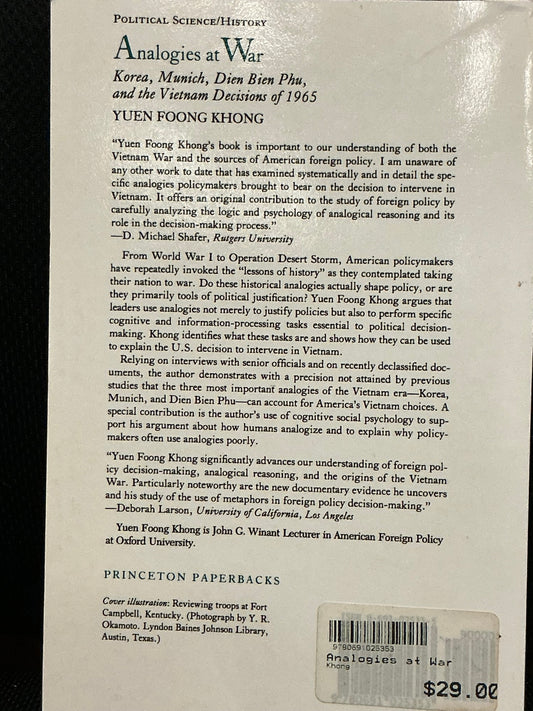 POLITICAL SCIENCE/HISTORY
Analogies at War
Korea, Munich, Dien Bien Phu,
and the Vietnam Decisions of 1965
YUEN FOONG KHONG
“Yuen Foong Khong's book is important to our understanding of both the
Vietnam War and the sources of American foreign policy. I am unaware of
any other work to date that has examined systematically and in detail the spe-
cific analogies policymakers brought to bear on the decision to intervene in
Vietnam. It offers an original contribution to the study of foreign policy by
carefully analyzing the logic and psychology of analogical reasoning and its
role in the decision-making process.”
—D. Michael Shafer, Rutgers University
From World War I to Operation Desert Storm, American policymakers
have repeatedly invoked the “lessons of history” as they contemplated taking
their nation to war. Do these historical analogies actually shape policy, or are
they primarily tools of political justification? Yuen Foong Khong argues that
leaders use analogies not merely to justify policies but also to perform specific
cognitive and information-processing tasks essential to political decision-
making. Khong identifies what these tasks are and shows how they can be used
to explain the U.S. decision to intervene in Vietnam.
Relying on interviews with senior officials and on recently declassified doc-
uments, the author demonstrates with a precision not attained by previous
studies that the three most important analogies of the Vietnam era—Korea,
Munich, and Dien Bien Phu—can account for America's Vietnam choices. A
special contribution is the author's use of cognitive social psychology to sup-
port his argument about how humans analogize and to explain why policy-
makers often use analogies poorly.
“Yuen Foong Khong significantly advances our understanding of foreign pol-
icy decision-making, analogical reasoning, and the origins of the Vietnam
War. Particularly noteworthy are the new documentary evidence he uncovers
and his study of the use of metaphors in foreign policy decision-making.”
—Deborah Larson, University of California, Los Angeles
Yuen Foong Khong is John G. Winant Lecturer in American Foreign Policy
at Oxford University.
PRINCETON PAPERBACKS
Cover illustration: Reviewing troops at Fort
Campbell, Kentucky. (Photograph by Y. R.
Okamoto. Lyndon Baines Johnson Library,
Austin, Texas.)
9780691025353
Analogies at War
Khong
$29.00